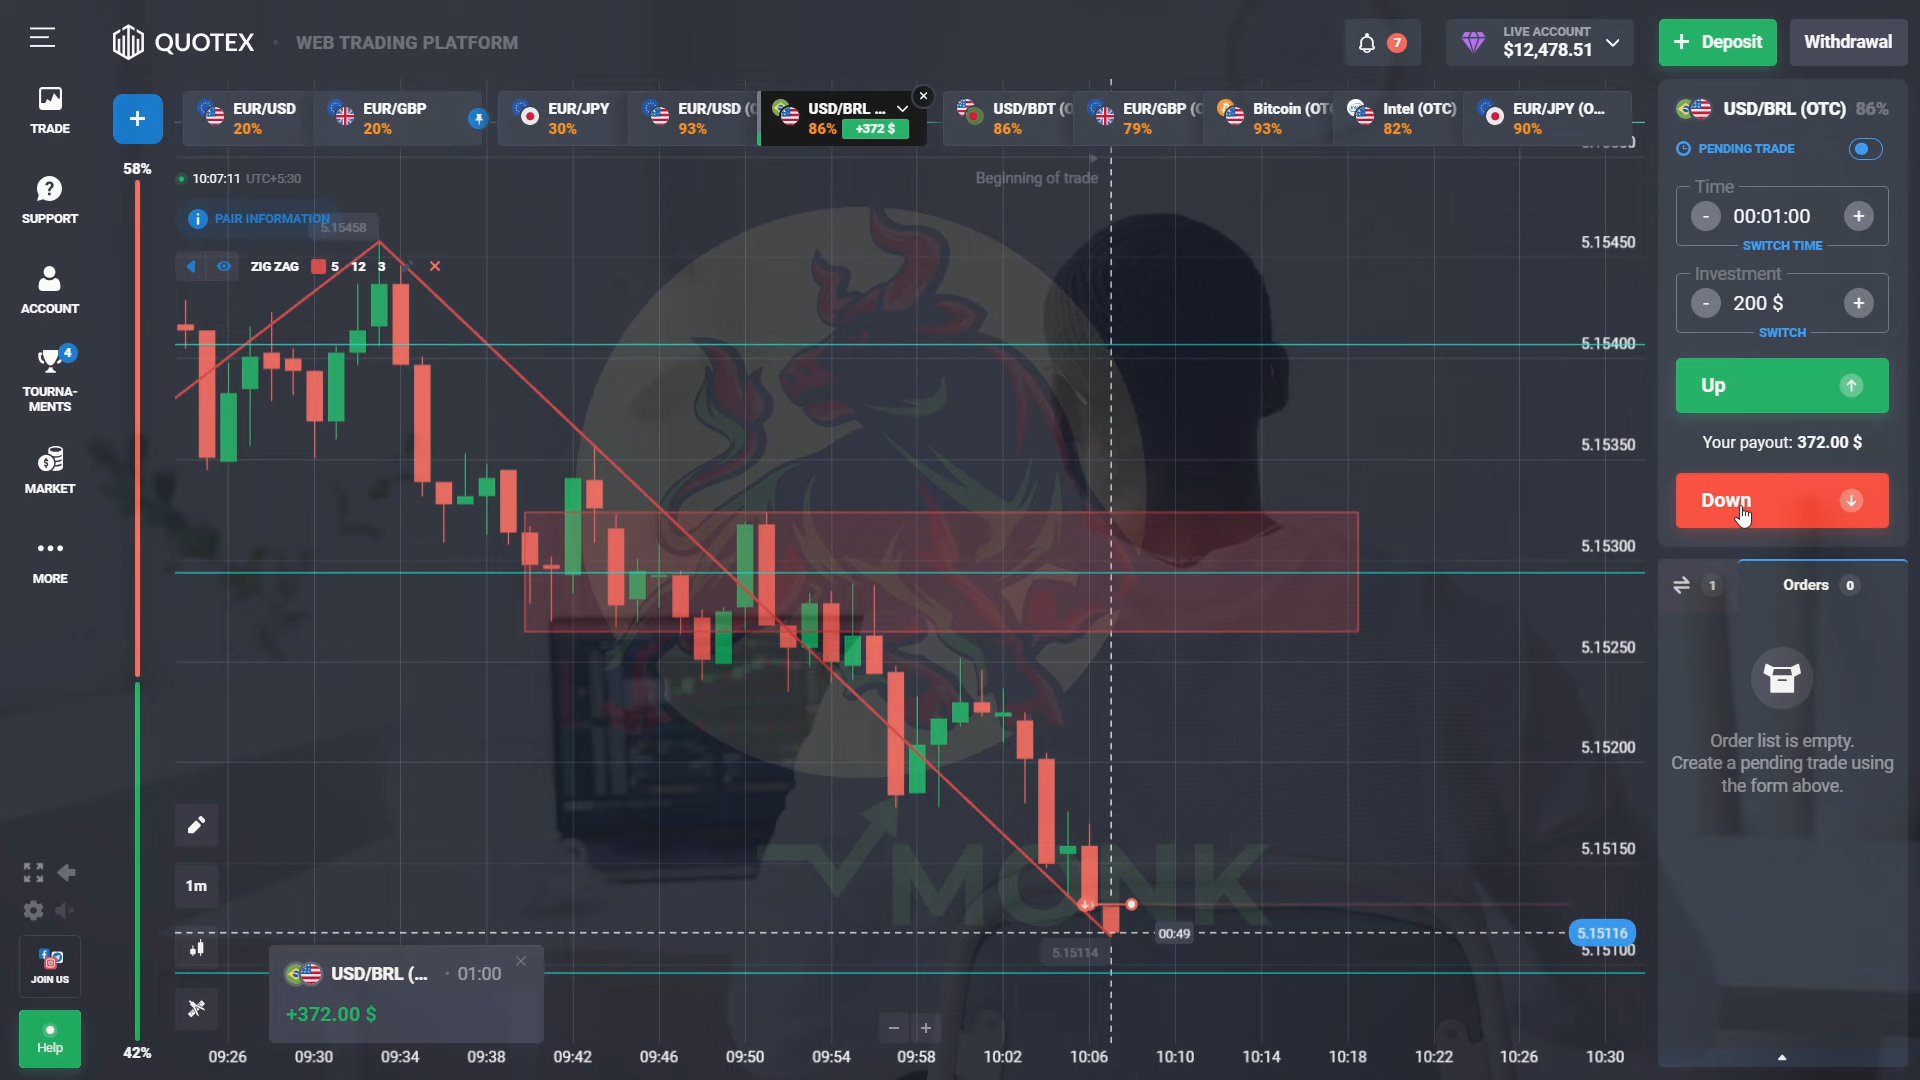 QUOTEX
WEB TRADING PLATFORM
7
LIVE ACCOUNT
$12,478.51
+ Deposit
Withdrawal
TRADE
SUPPORT
ACCOUNT
4
TOURNA-
MENTS
MARKET
MORE
JOIN US
Help
+
EUR/USD
20%
EUR/GBP
20%
EUR/JPY
30%
EUR/USD (O
93%
USD/BRL ...
86%
+372 $
USD/BDT (O
86%
EUR/GBP (O
79%
Bitcoin (OTC
93%
Intel (OTC)
82%
EUR/JPY (O...
90%
58%
42%
10:07:11 UTC+5:30
Beginning of trade
PAIR INFORMATION
5.15458
ZIG ZAG 5 12 3
5.15450
5.15400
5.15350
5.15300
5.15250
5.15200
5.15150
5.15116
5.15100
00:49
5.15114
MONK
1m
USD/BRL (... · 01:00
+372.00 $
09:26
09:30
09:34
09:38
09:42
09:46
09:50
09:54
09:58
10:02
10:06
10:10
10:14
10:18
10:22
10:26
10:30
USD/BRL (OTC) 86%
PENDING TRADE
Time
- 00:01:00 +
SWITCH TIME
Investment
- 200 $ +
SWITCH
Up
Your payout: 372.00 $
Down
1
Orders 0
Order list is empty.
Create a pending trade using
the form above.